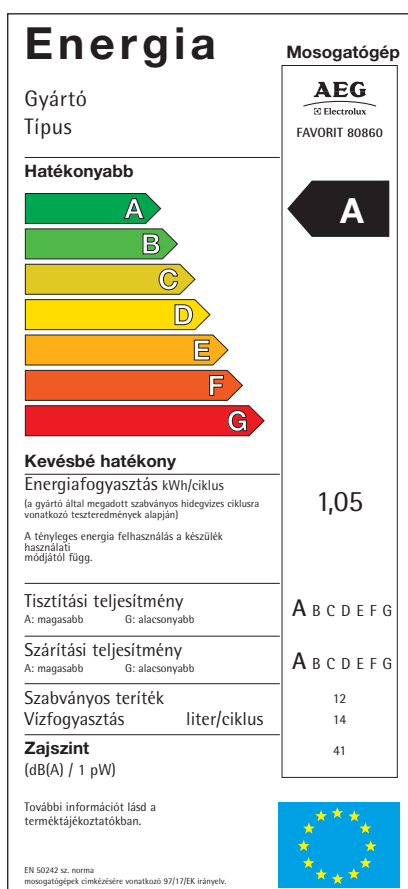 Energia
Mosogatógép
Gyártó
Típus
AEG
Electrolux
FAVORIT 80860
Hatékonyabb
A
A
B
C
D
E
F
G
Kevésbé hatékony
Energiafogyasztás kWh/ciklus
1,05
(a gyártó által megadott szabványos hidegvizes ciklusra
vonatkozó teszteredmények alapján)
A tényleges energia felhasználás a készülék
használati
módjától függ.
Tisztítási teljesítmény
A B C D E F G
A: magasabb G: alacsonyabb
Szárítási teljesítmény
A B C D E F G
A: magasabb G: alacsonyabb
Szabványos teríték 12
Vízfogyasztás liter/ciklus 14
Zajszint 41
(dB(A) / 1 pW)
További információt lásd a
terméktájékoztatókban.
EN 50242 sz. norma
mosogatógépek cimkézésére vonatkozó 97/17/EK irányelv.